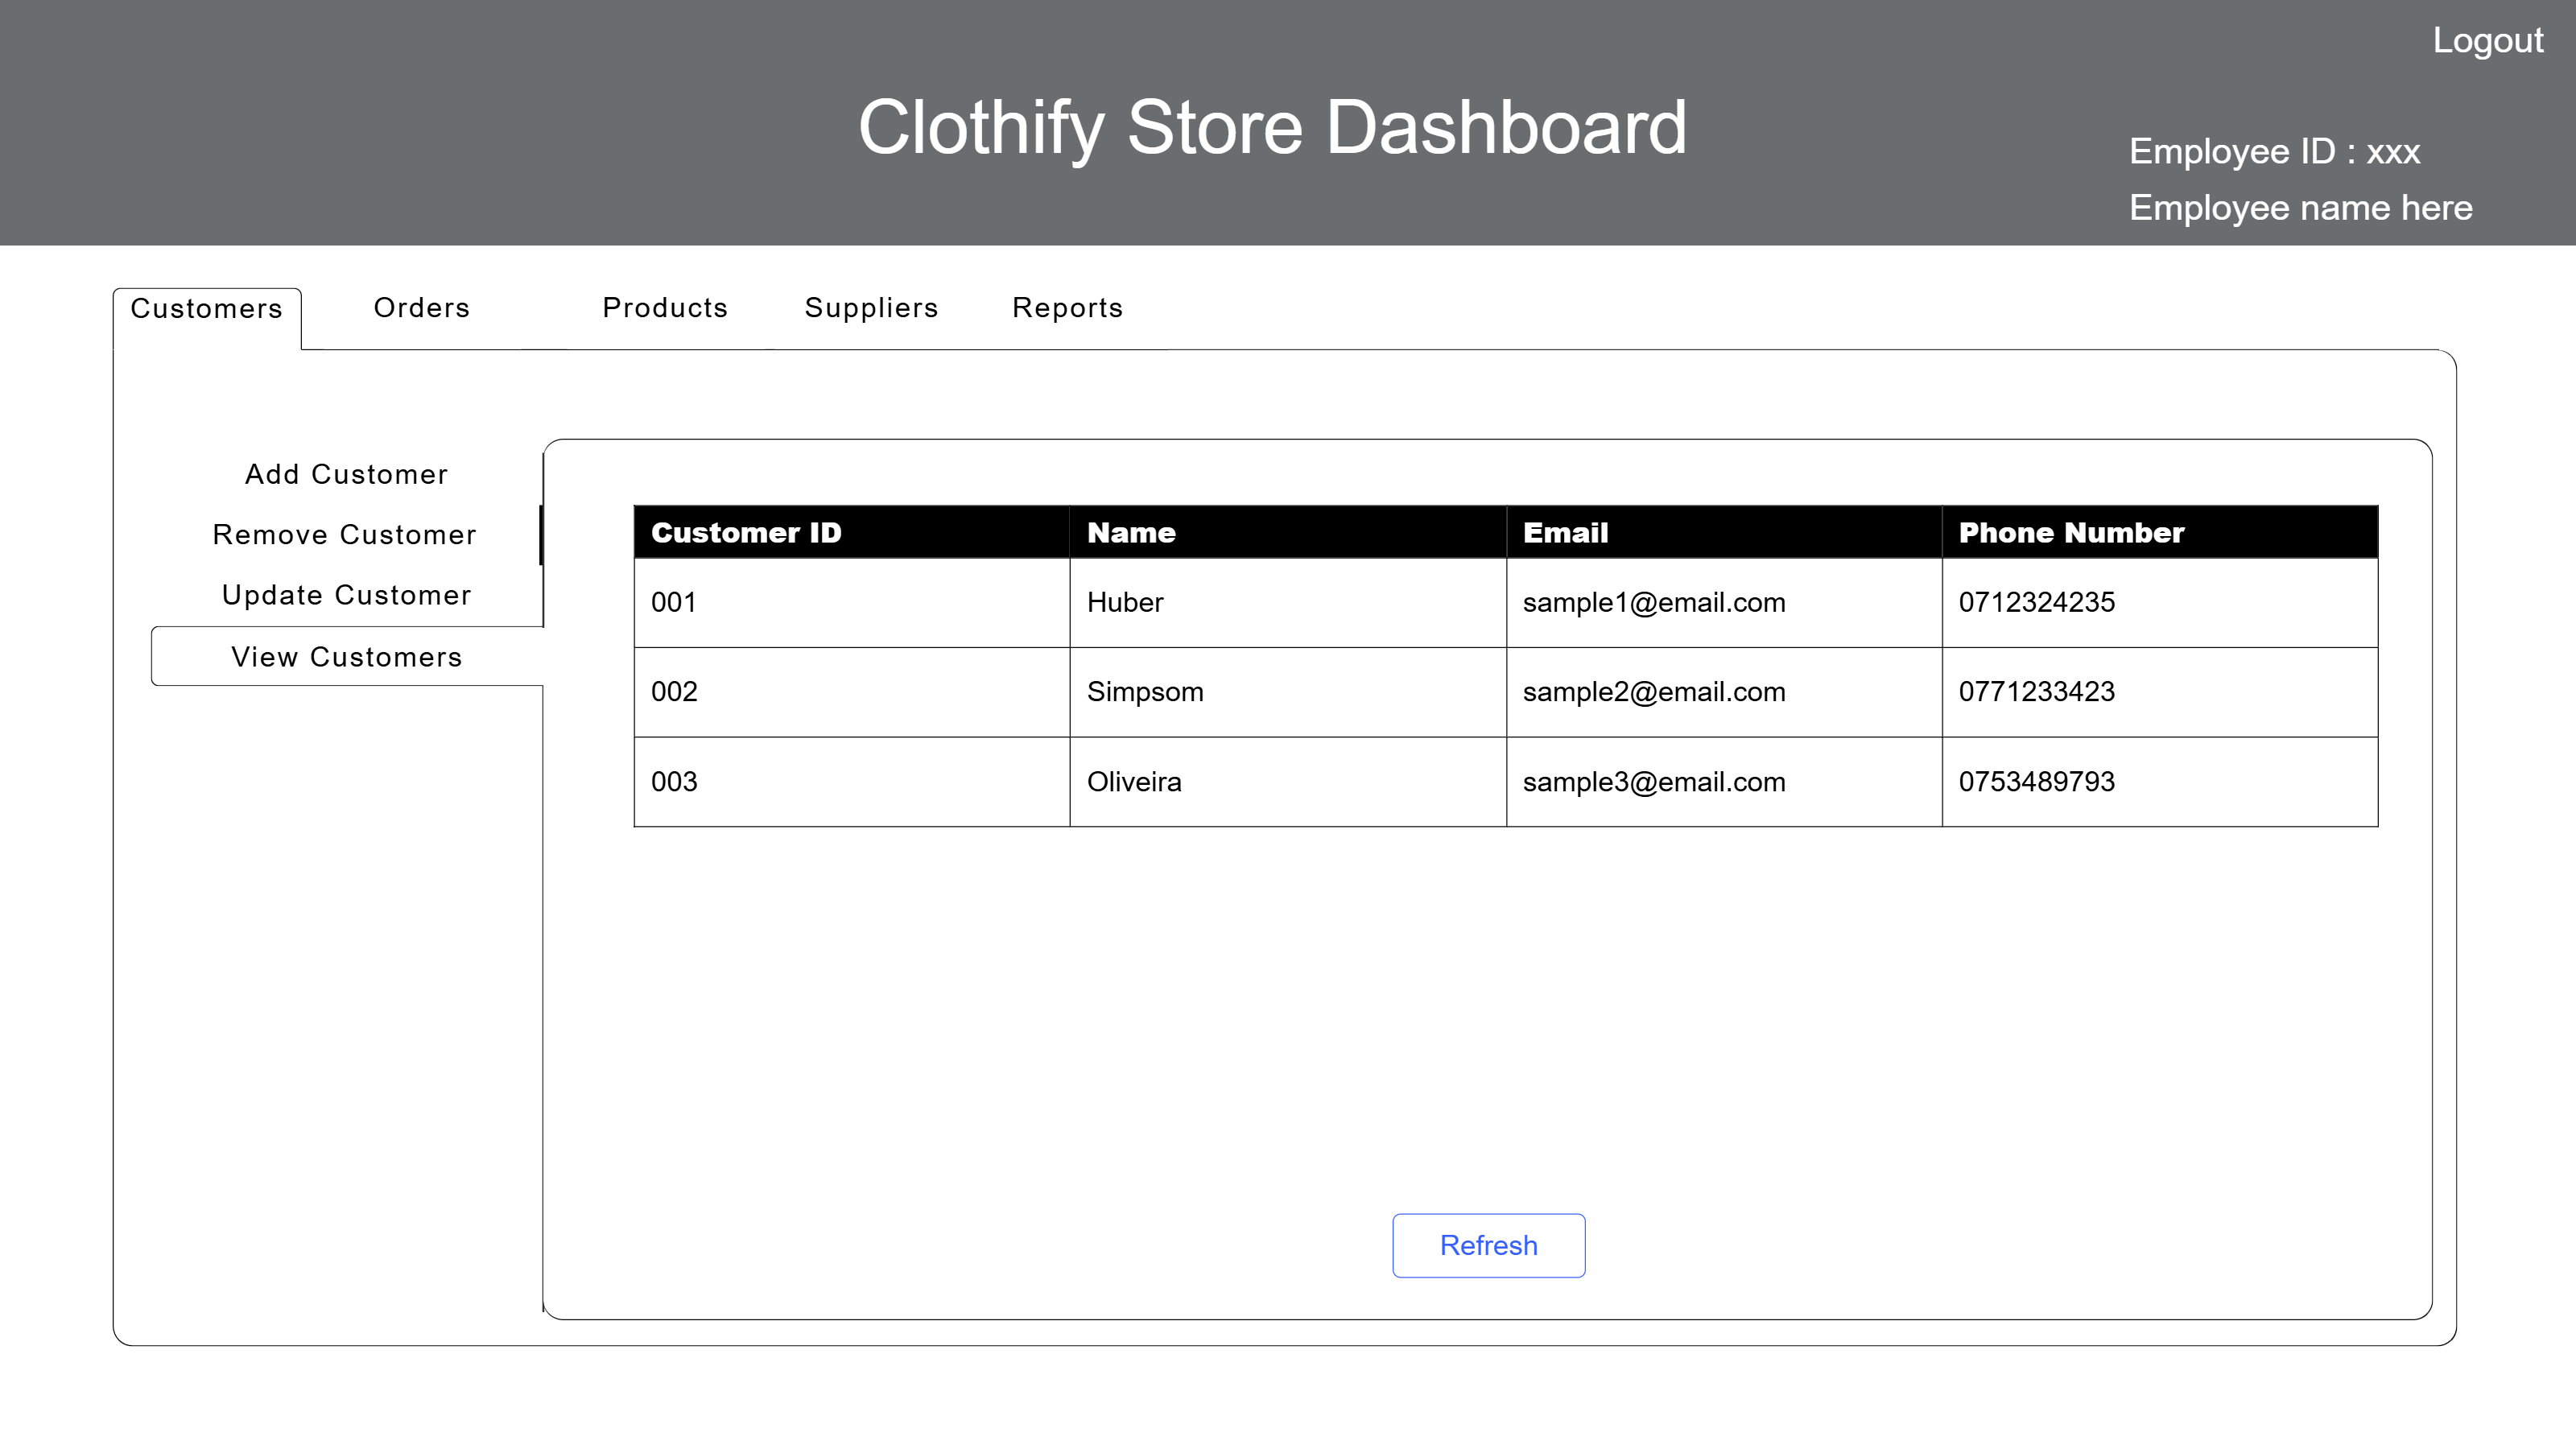 Logout
Clothify Store Dashboard
Employee ID : xxx
Employee name here
Customers Orders Products Suppliers Reports
Add Customer
Remove Customer
Update Customer
View Customers
Customer ID Name Email Phone Number
001 Huber sample1@email.com 0712324235
002 Simpsom sample2@email.com 0771233423
003 Oliveira sample3@email.com 0753489793
Refresh